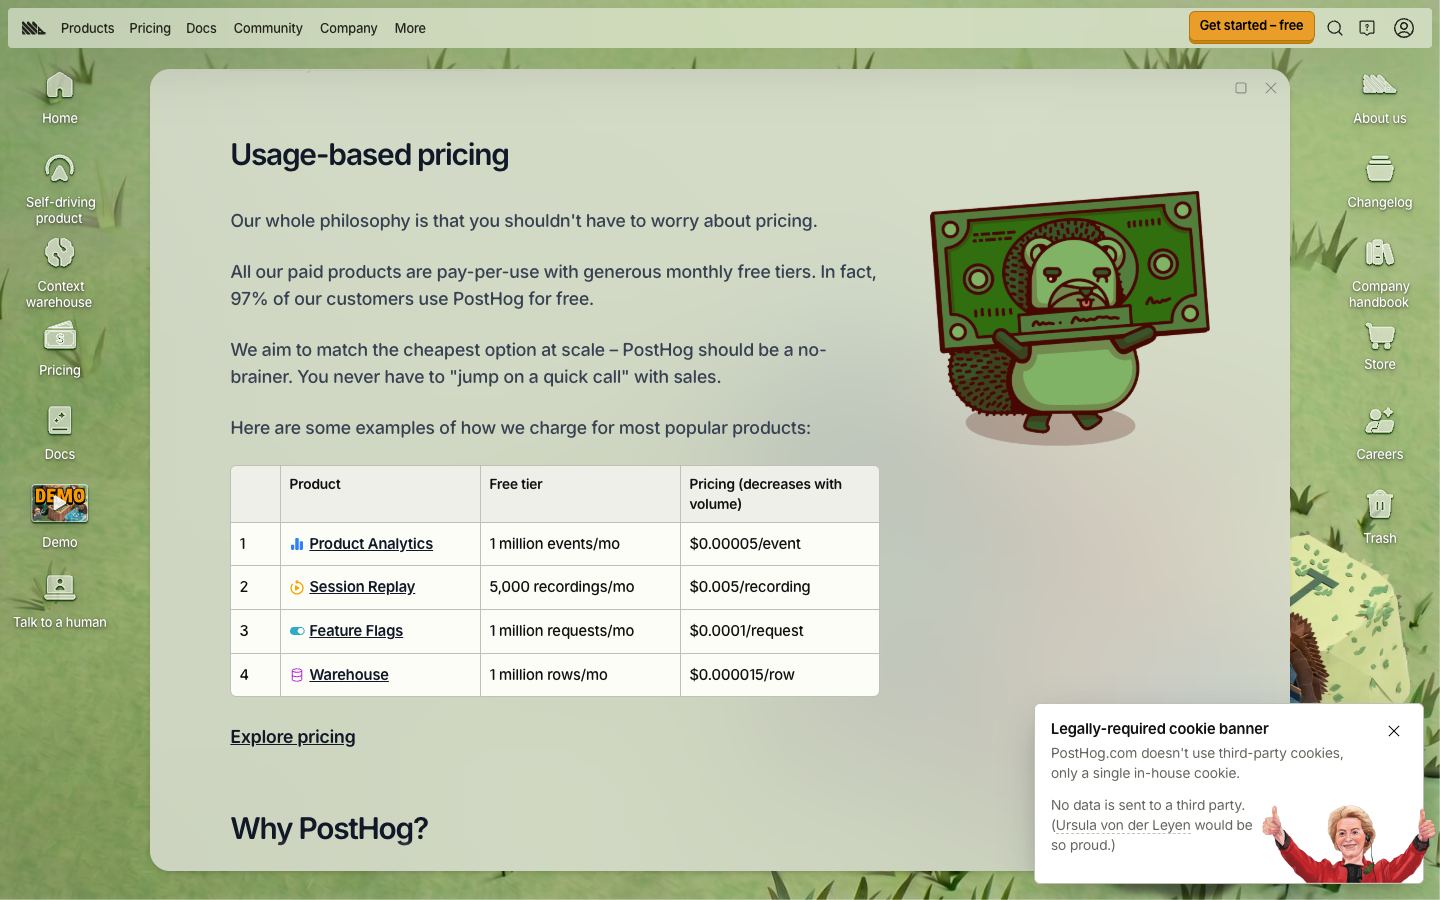 Products Pricing Docs Community Company More Get started – free
Home
Self-driving
product
Context
warehouse
Pricing
Docs
DEMO
Demo
Talk to a human
Usage-based pricing
Our whole philosophy is that you shouldn't have to worry about pricing.
All our paid products are pay-per-use with generous monthly free tiers. In fact,
97% of our customers use PostHog for free.
We aim to match the cheapest option at scale – PostHog should be a no-
brainer. You never have to "jump on a quick call" with sales.
Here are some examples of how we charge for most popular products:
Product Free tier Pricing (decreases with
volume)
1 Product Analytics 1 million events/mo $0.00005/event
2 Session Replay 5,000 recordings/mo $0.005/recording
3 Feature Flags 1 million requests/mo $0.0001/request
4 Warehouse 1 million rows/mo $0.000015/row
Explore pricing
Why PostHog?
About us
Changelog
Company
handbook
Store
Careers
Trash
Legally-required cookie banner
PostHog.com doesn't use third-party cookies,
only a single in-house cookie.
No data is sent to a third party.
(Ursula von der Leyen would be
so proud.)